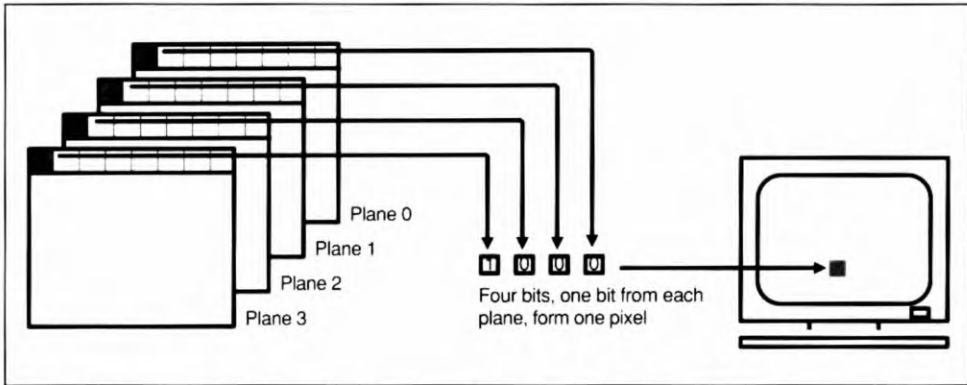 Plane 0
Plane 1
Plane 2
Plane 3
1 0 0 0
Four bits, one bit from each
plane, form one pixel